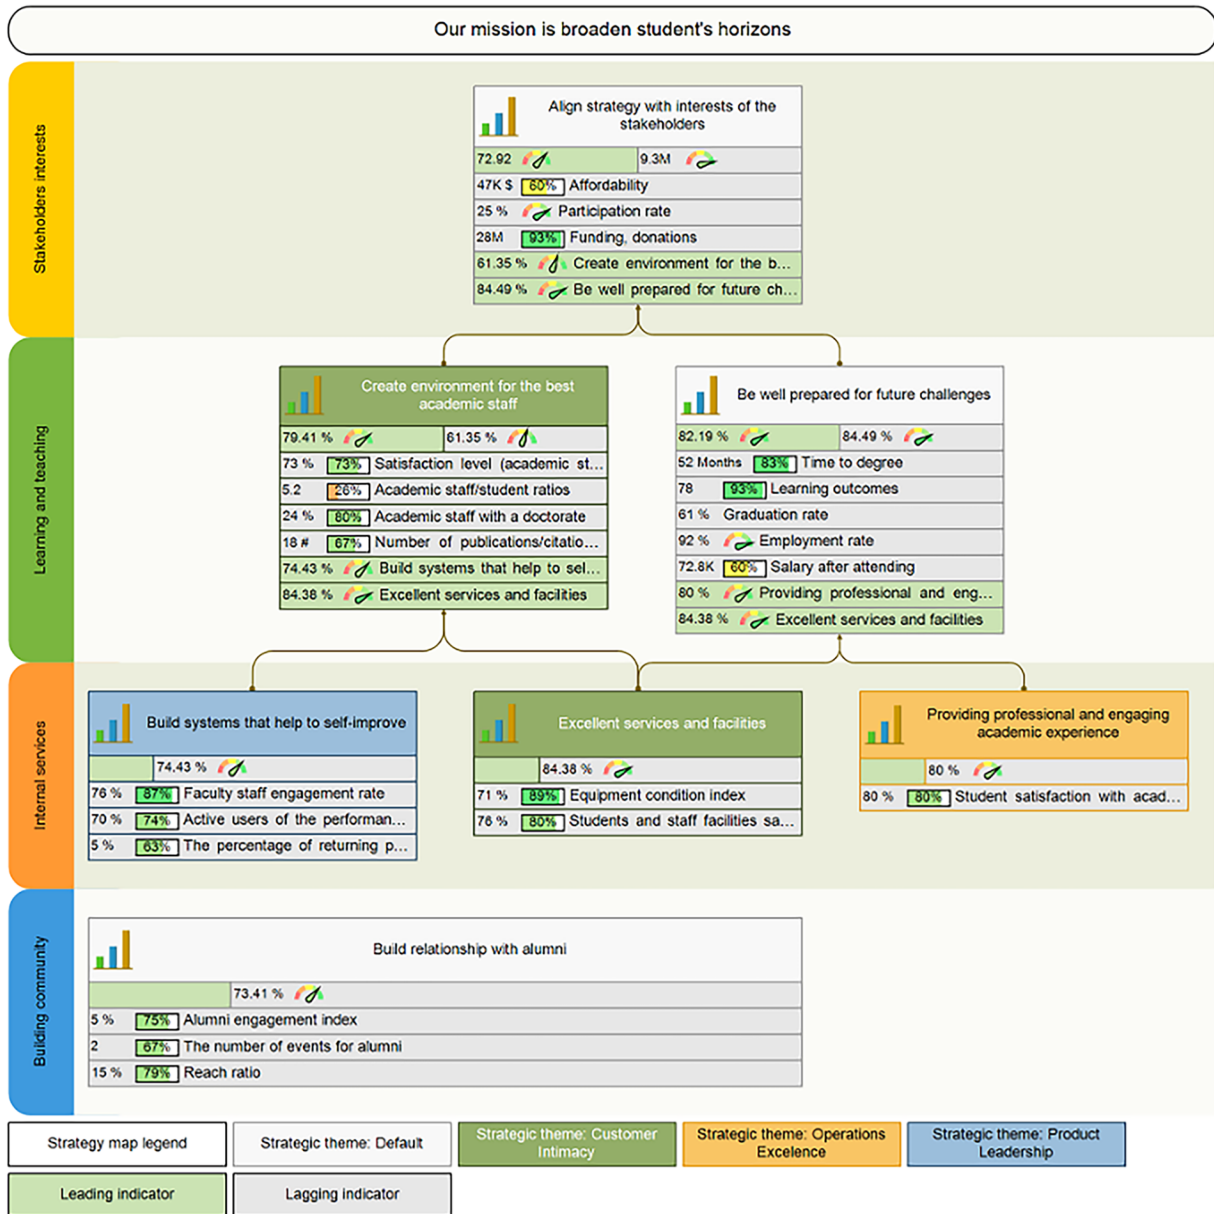 Our mission is broaden student's horizons
Stakeholders interests
Align strategy with interests of the
stakeholders
72.92 9.3M
47K $ 60% Affordability
25 % Participation rate
28M 93% Funding, donations
61.35 % Create environment for the b...
84.49 % Be well prepared for future ch...
Learning and teaching
Create environment for the best
academic staff
79.41 % 61.35 %
73 % 73% Satisfaction level (academic st...
5.2 26% Academic staff/student ratios
24 % 80% Academic staff with a doctorate
18 # 67% Number of publications/citatio...
74.43 % Build systems that help to sel...
84.38 % Excellent services and facilities
Be well prepared for future challenges
82.19 % 84.49 %
52 Months 83% Time to degree
78 93% Learning outcomes
61 % Graduation rate
92 % Employment rate
72.8K 60% Salary after attending
80 % Providing professional and eng...
84.38 % Excellent services and facilities
Internal services
Build systems that help to self-improve
74.43 %
76 % 87% Faculty staff engagement rate
70 % 74% Active users of the performan...
5 % 63% The percentage of returning p...
Excellent services and facilities
84.38 %
71 % 89% Equipment condition index
76 % 80% Students and staff facilities sa...
Providing professional and engaging
academic experience
80 %
80 % 80% Student satisfaction with acad...
Building community
Build relationship with alumni
73.41 %
5 % 75% Alumni engagement index
2 67% The number of events for alumni
15 % 79% Reach ratio
Strategy map legend
Strategic theme: Default
Strategic theme: Customer
Intimacy
Strategic theme: Operations
Excelence
Strategic theme: Product
Leadership
Leading indicator
Lagging indicator